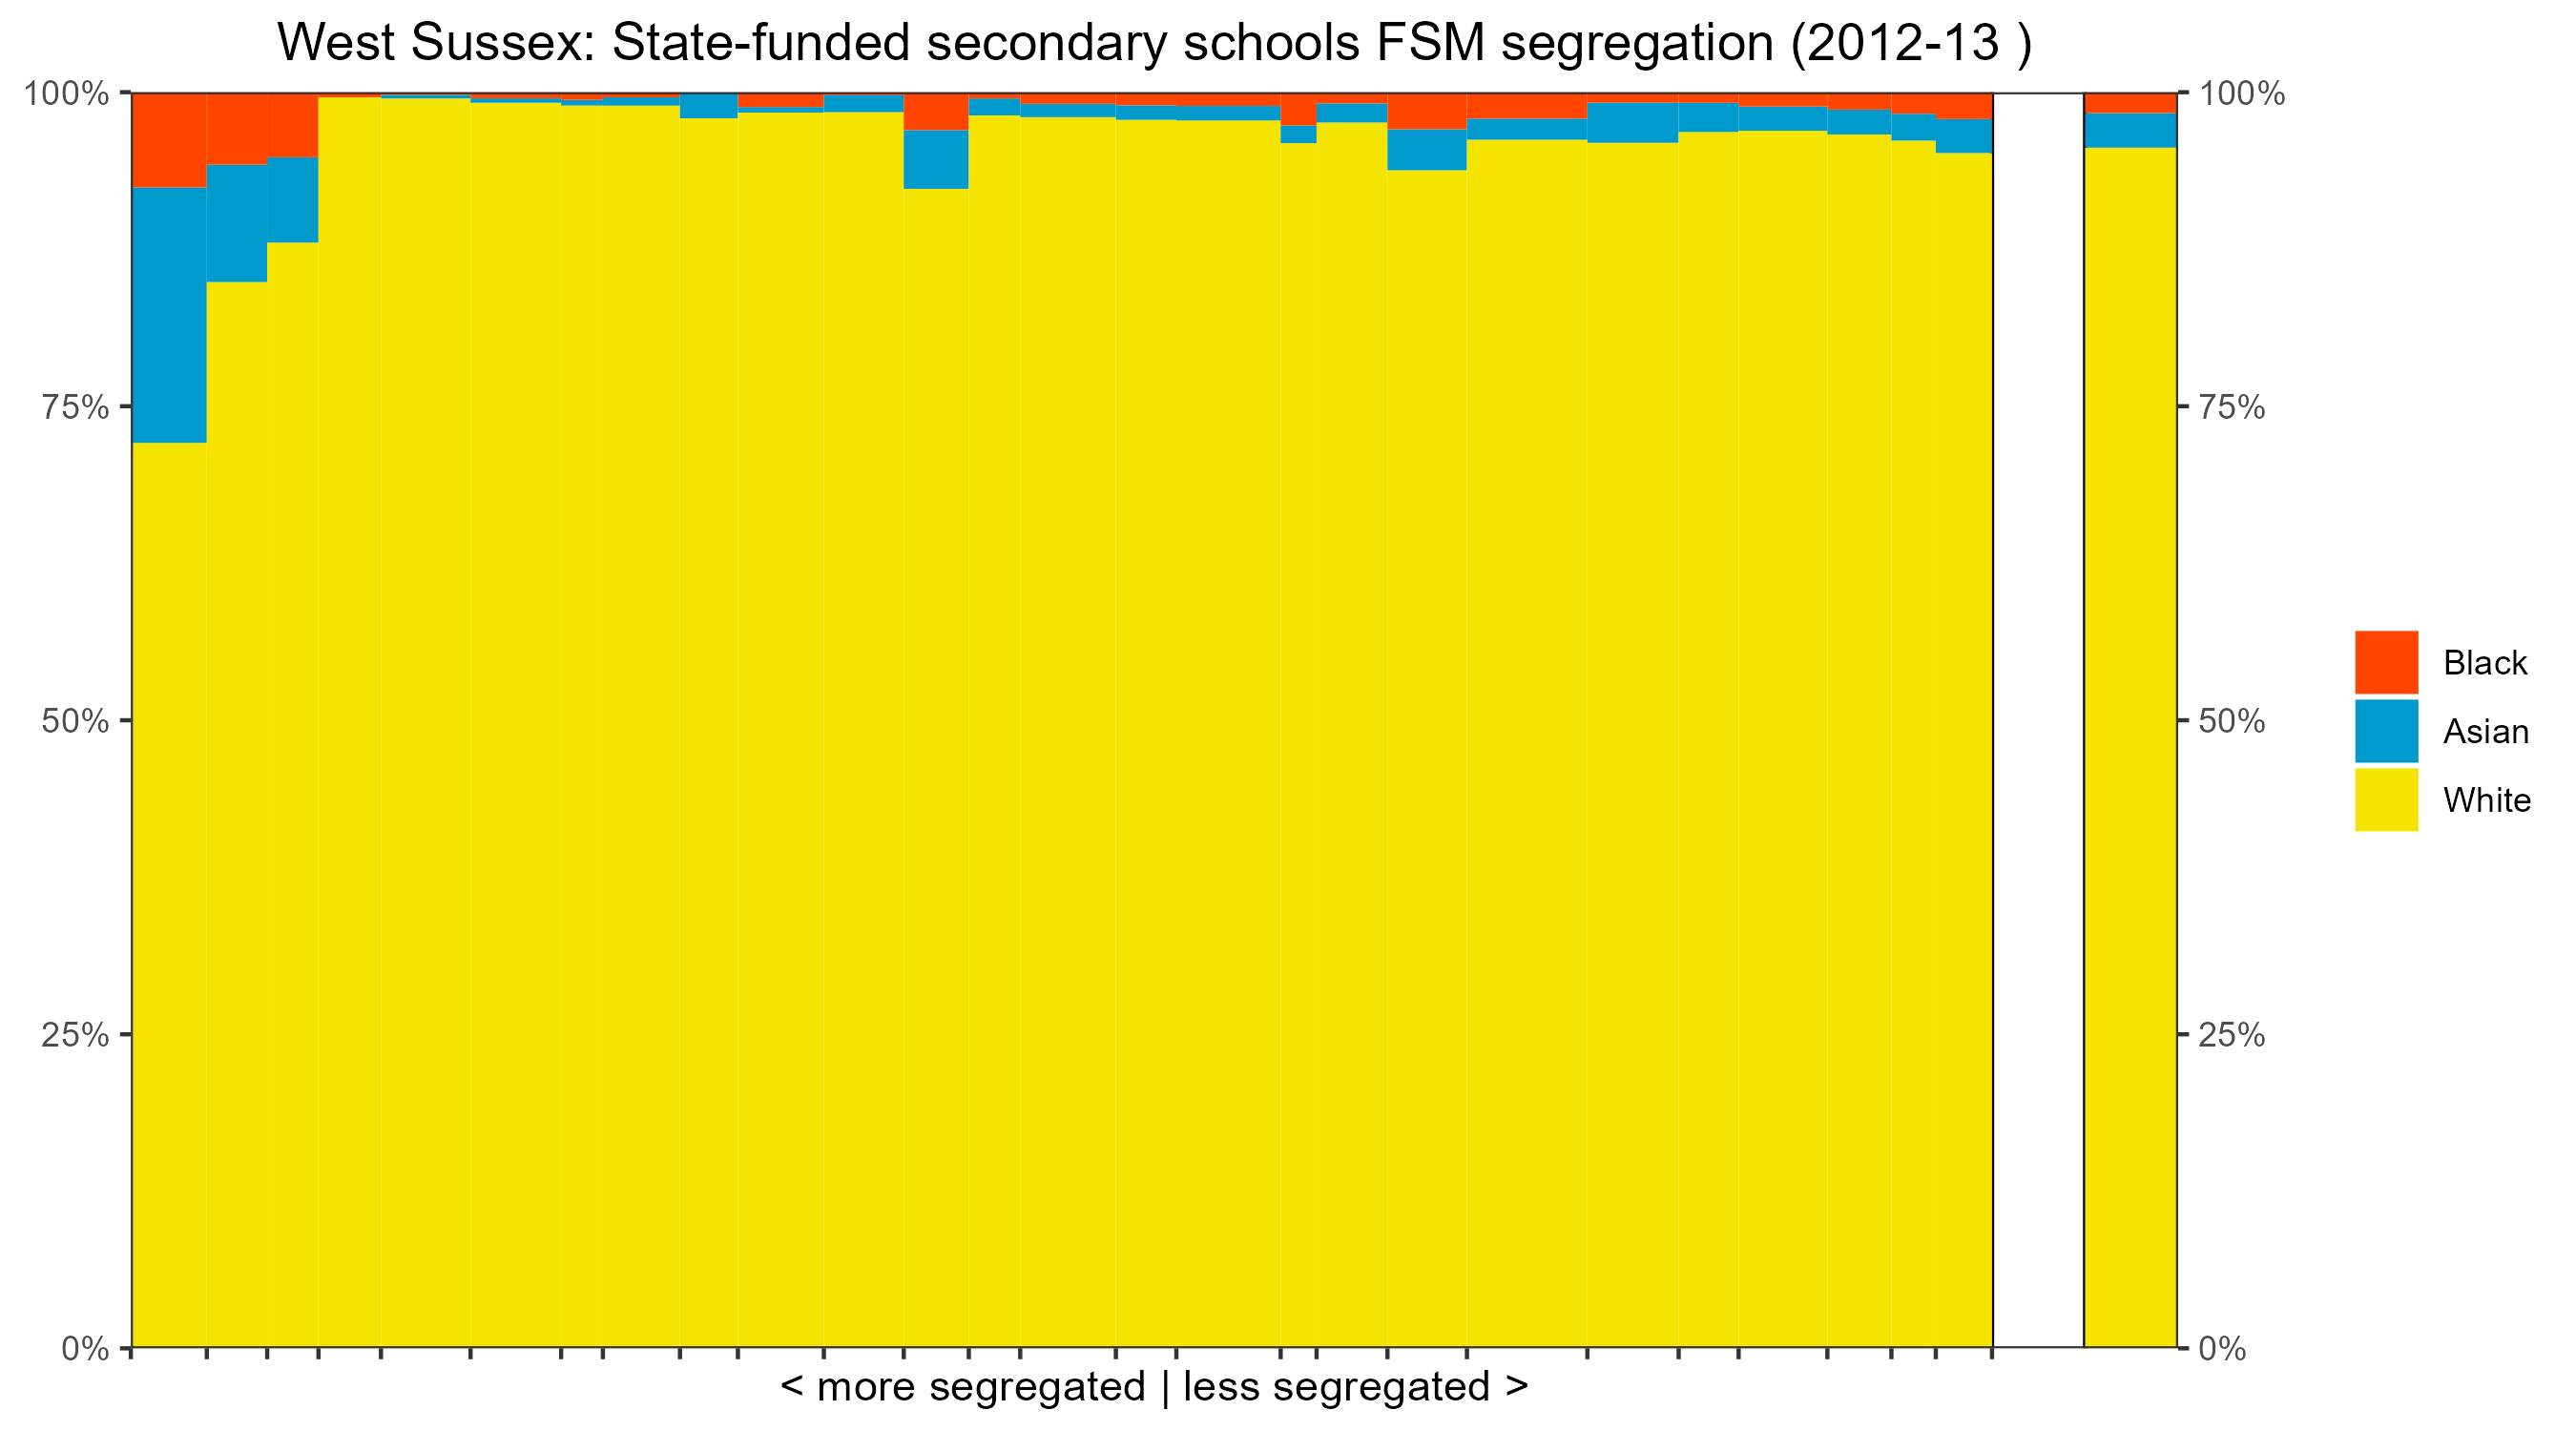 West Sussex: State-funded secondary schools FSM segregation (2012-13 )
100%
75%
50%
25%
0%
100%
75%
50%
25%
0%
Black
Asian
White
< more segregated | less segregated >